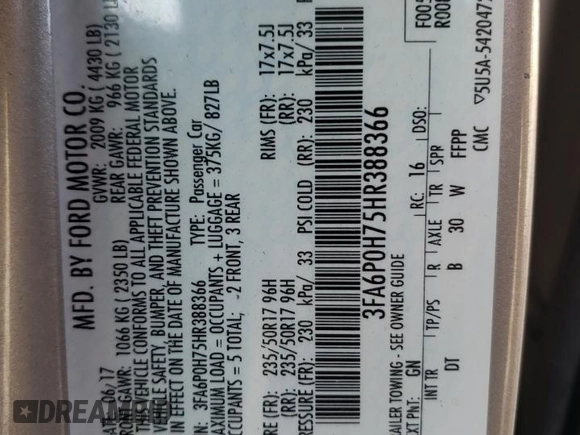 MFD. BY FORD MOTOR CO.
06/17 GVWR: 2009 KG ( 4430 LB)
GAWR: 1066 KG ( 2350 LB) REAR GAWR: 966 KG ( 2130 L
THIS VEHICLE CONFORMS TO ALL APPLICABLE FEDERAL MOTOR
VEHICLE SAFETY, BUMPER, AND THEFT PREVENTION STANDARDS
IN EFFECT ON THE DATE OF MANUFACTURE SHOWN ABOVE.
3FA6P0H75HR388366 TYPE: Passenger Car
MAXIMUM LOAD = OCCUPANTS + LUGGAGE = 375KG/ 827LB
OCCUPANTS = 5 TOTAL; -2 FRONT, 3 REAR
(FR): 235/50R17 96H RIMS (FR): 17x7.5J
(RR): 235/50R17 96H (RR): 17x7.5J
PRESSURE (FR): 230 kPa/ 33 PSI COLD (RR): 230 kPa/ 33 P
3FA6P0H75HR388366
TRAILER TOWING - SEE OWNER GUIDE
EXT PNT: GN RC: 16 DSO: F005
R00B
INT TR TP/PS R AXLE TR SPR
DT B 30 W FFPP
CMC ▽5U5A-5420472
DREAMBID